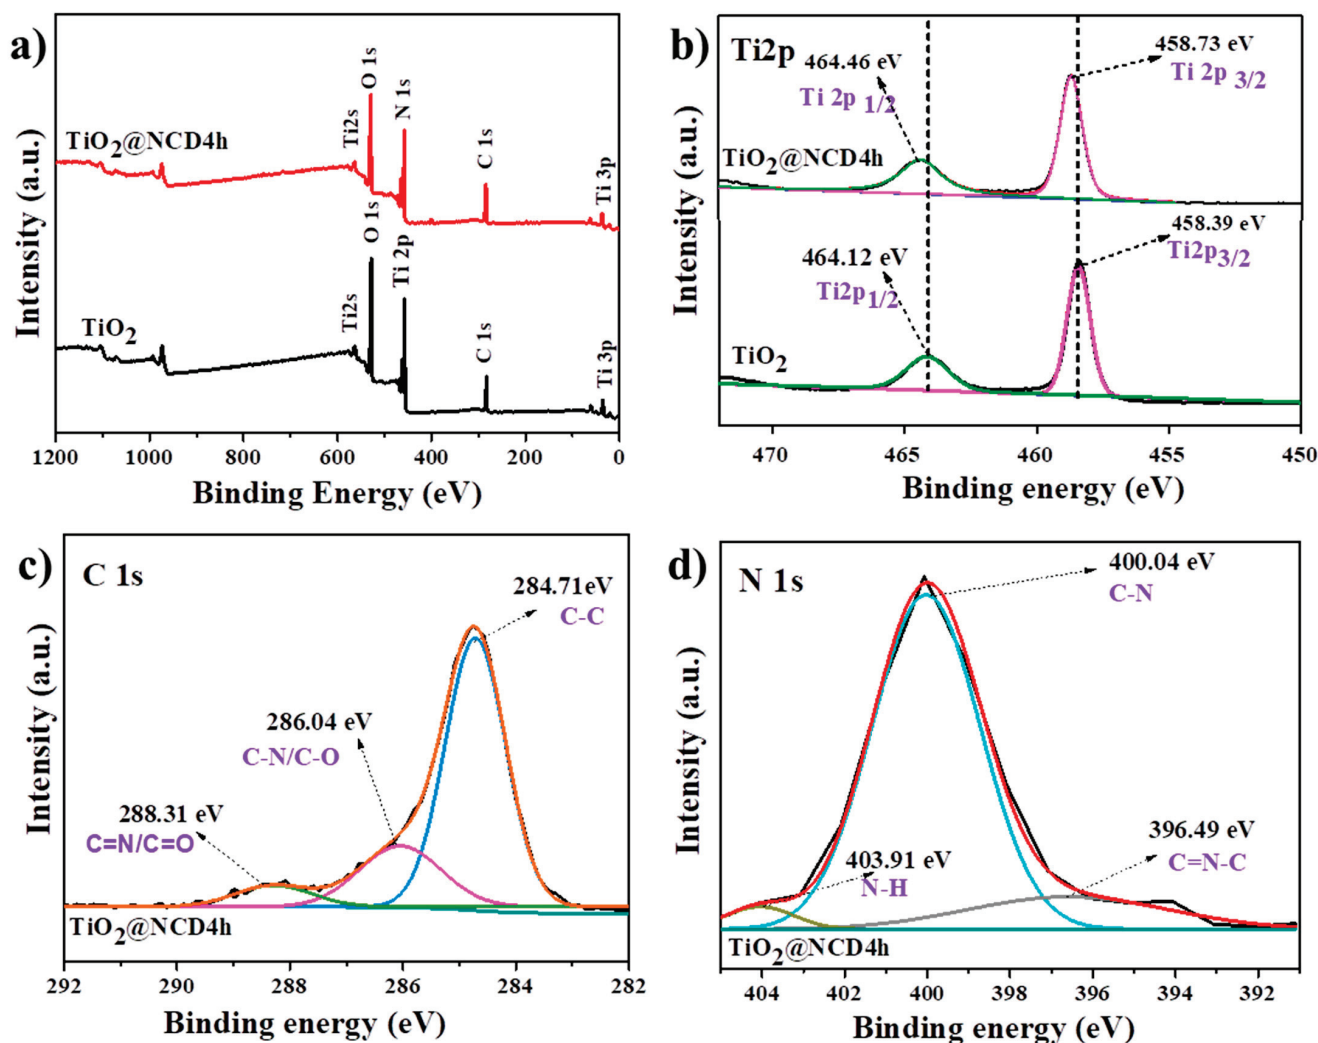 a)
Intensity (a.u.)
TiO2@NCD4h
Ti2s
O 1s
N 1s
C 1s
Ti 3p
TiO2
Ti2s
O 1s
Ti 2p
C 1s
Ti 3p
1200 1000 800 600 400 200 0
Binding Energy (eV)
b)
Ti2p
Intensity (a.u.)
464.46 eV
Ti 2p 1/2
458.73 eV
Ti 2p 3/2
TiO2@NCD4h
464.12 eV
Ti2p1/2
458.39 eV
Ti2p3/2
TiO2
470 465 460 455 450
Binding energy (eV)
c)
C 1s
Intensity (a.u.)
284.71eV
C-C
286.04 eV
C-N/C-O
288.31 eV
C=N/C=O
TiO2@NCD4h
292 290 288 286 284 282
Binding energy (eV)
d)
N 1s
Intensity (a.u.)
400.04 eV
C-N
403.91 eV
N-H
396.49 eV
C=N-C
TiO2@NCD4h
404 402 400 398 396 394 392
Binding energy (eV)